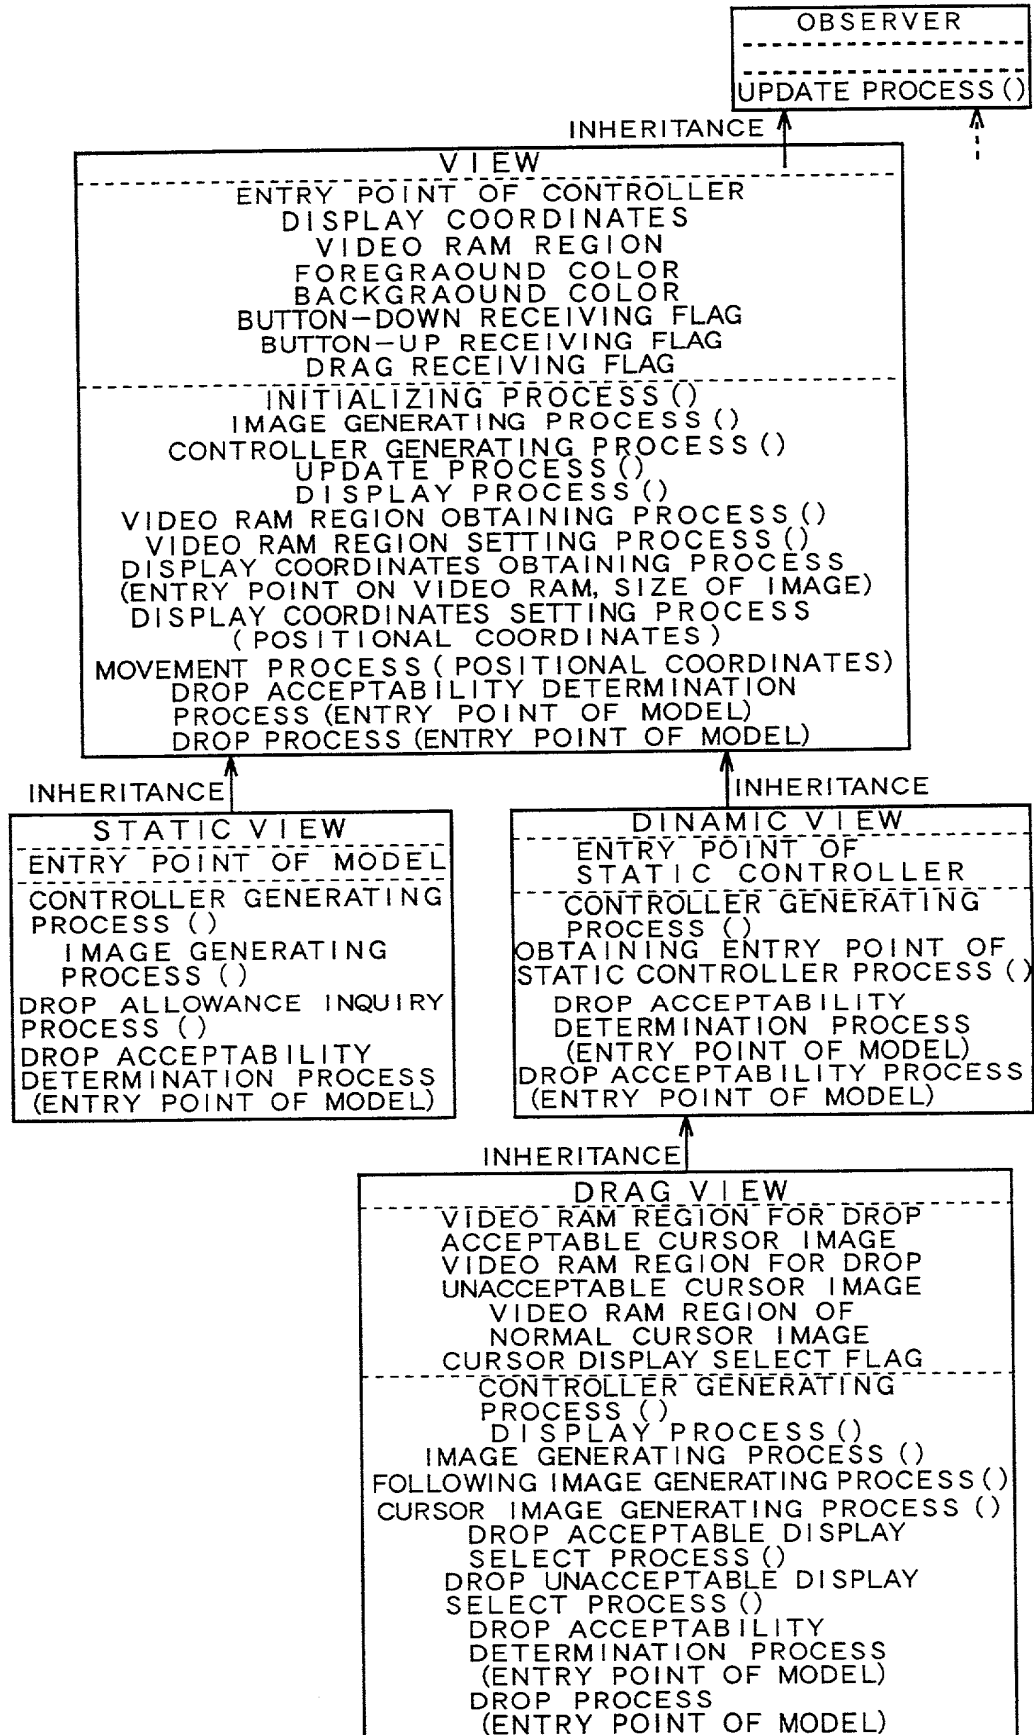 OBSERVER
UPDATE PROCESS ()
INHERITANCE
VIEW
ENTRY POINT OF CONTROLLER
DISPLAY COORDINATES
VIDEO RAM REGION
FOREGRAOUND COLOR
BACKGRAOUND COLOR
BUTTON-DOWN RECEIVING FLAG
BUTTON-UP RECEIVING FLAG
DRAG RECEIVING FLAG
INITIALIZING PROCESS ()
IMAGE GENERATING PROCESS ()
CONTROLLER GENERATING PROCESS ()
UPDATE PROCESS ()
DISPLAY PROCESS ()
VIDEO RAM REGION OBTAINING PROCESS ()
VIDEO RAM REGION SETTING PROCESS ()
DISPLAY COORDINATES OBTAINING PROCESS
(ENTRY POINT ON VIDEO RAM, SIZE OF IMAGE)
DISPLAY COORDINATES SETTING PROCESS
(POSITIONAL COORDINATES)
MOVEMENT PROCESS (POSITIONAL COORDINATES)
DROP ACCEPTABILITY DETERMINATION
PROCESS (ENTRY POINT OF MODEL)
DROP PROCESS (ENTRY POINT OF MODEL)
INHERITANCE
STATIC VIEW
ENTRY POINT OF MODEL
CONTROLLER GENERATING
PROCESS ()
IMAGE GENERATING
PROCESS ()
DROP ALLOWANCE INQUIRY
PROCESS ()
DROP ACCEPTABILITY
DETERMINATION PROCESS
(ENTRY POINT OF MODEL)
INHERITANCE
DINAMIC VIEW
ENTRY POINT OF
STATIC CONTROLLER
CONTROLLER GENERATING
PROCESS ()
OBTAINING ENTRY POINT OF
STATIC CONTROLLER PROCESS ()
DROP ACCEPTABILITY
DETERMINATION PROCESS
(ENTRY POINT OF MODEL)
DROP ACCEPTABILITY PROCESS
(ENTRY POINT OF MODEL)
INHERITANCE
DRAG VIEW
VIDEO RAM REGION FOR DROP
ACCEPTABLE CURSOR IMAGE
VIDEO RAM REGION FOR DROP
UNACCEPTABLE CURSOR IMAGE
VIDEO RAM REGION OF
NORMAL CURSOR IMAGE
CURSOR DISPLAY SELECT FLAG
CONTROLLER GENERATING
PROCESS ()
DISPLAY PROCESS ()
IMAGE GENERATING PROCESS ()
FOLLOWING IMAGE GENERATING PROCESS ()
CURSOR IMAGE GENERATING PROCESS ()
DROP ACCEPTABLE DISPLAY
SELECT PROCESS ()
DROP UNACCEPTABLE DISPLAY
SELECT PROCESS ()
DROP ACCEPTABILITY
DETERMINATION PROCESS
(ENTRY POINT OF MODEL)
DROP PROCESS
(ENTRY POINT OF MODEL)